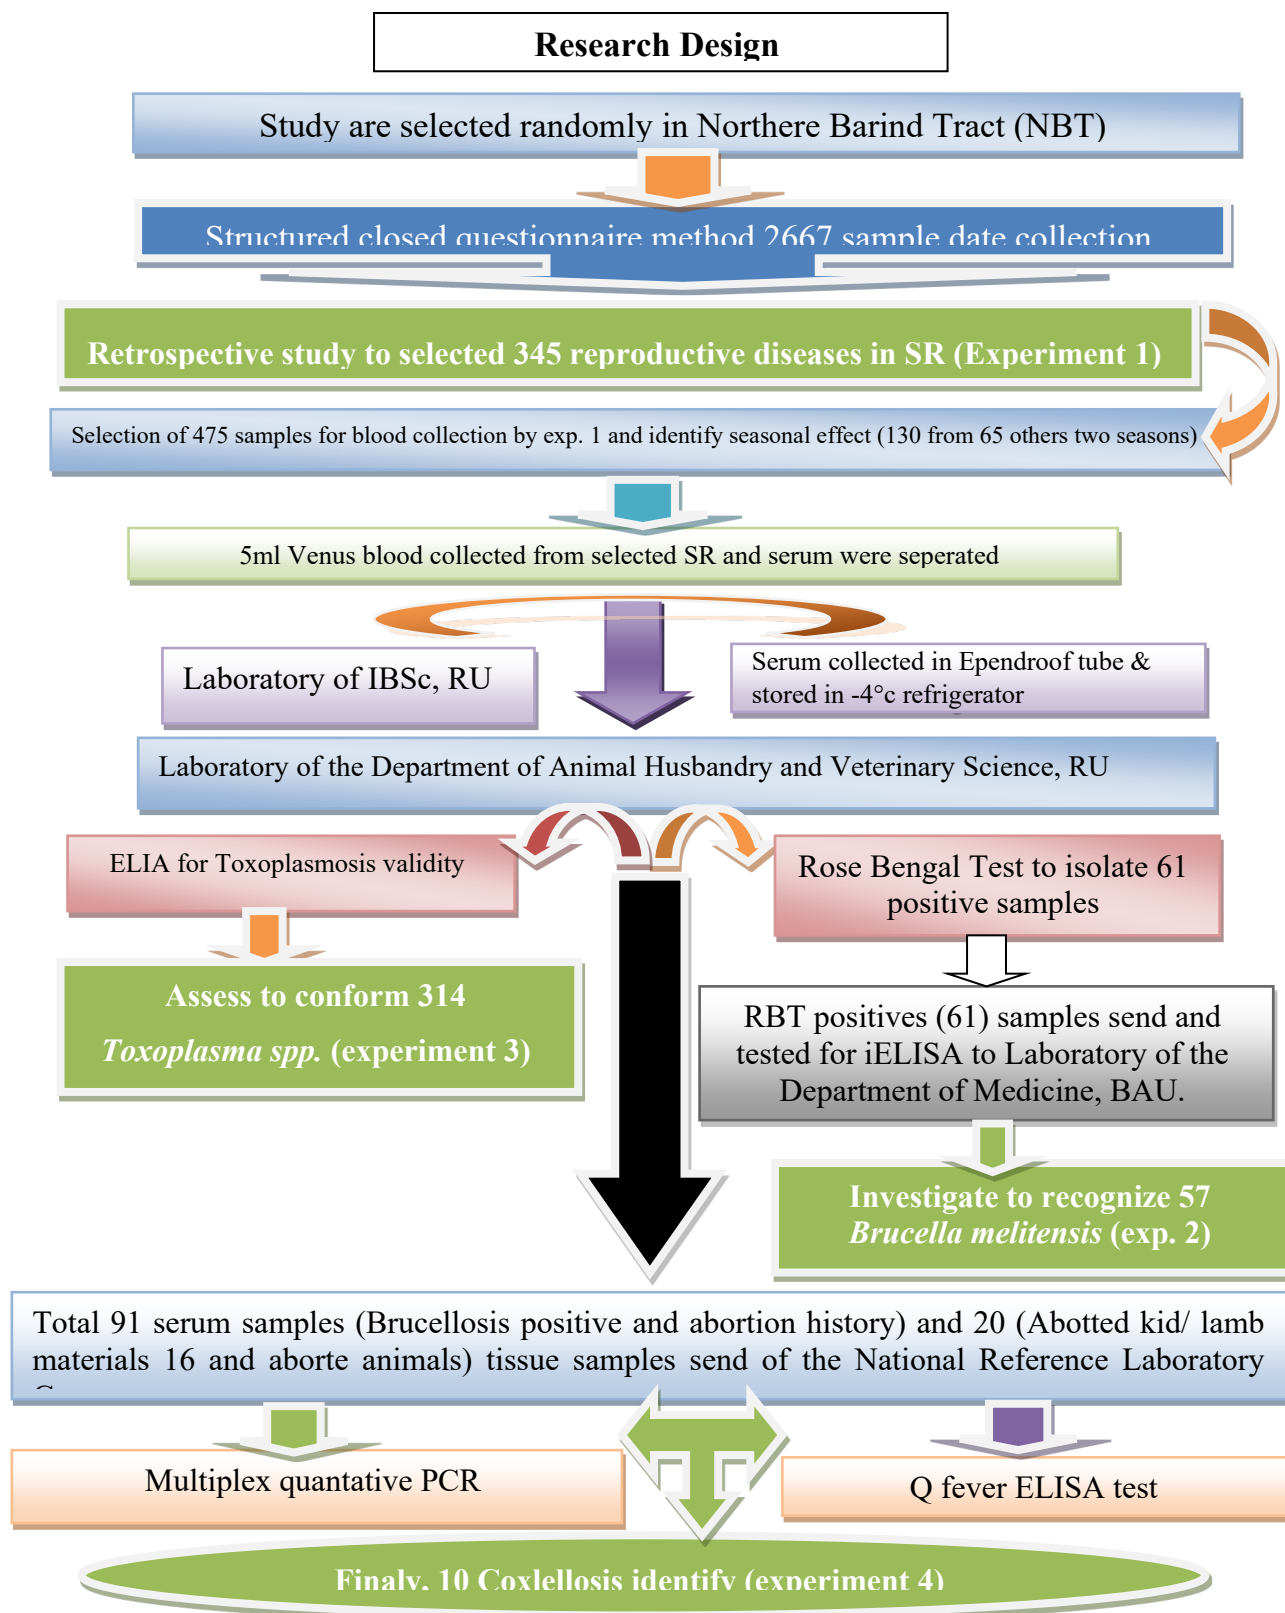 Research Design
Study are selected randomly in Northere Barind Tract (NBT)
Structured closed questionnaire method 2667 sample date collection
Retrospective study to selected 345 reproductive diseases in SR (Experiment 1)
Selection of 475 samples for blood collection by exp. 1 and identify seasonal effect (130 from 65 others two seasons)
5ml Venus blood collected from selected SR and serum were seperated
Laboratory of IBSc, RU
Serum collected in Ependroof tube &
stored in -4°c refrigerator
Laboratory of the Department of Animal Husbandry and Veterinary Science, RU
ELIA for Toxoplasmosis validity
Rose Bengal Test to isolate 61
positive samples
Assess to conform 314
Toxoplasma spp. (experiment 3)
RBT positives (61) samples send and
tested for iELISA to Laboratory of the
Department of Medicine, BAU.
Investigate to recognize 57
Brucella melitensis (exp. 2)
Total 91 serum samples (Brucellosis positive and abortion history) and 20 (Abotted kid/ lamb
materials 16 and aborte animals) tissue samples send of the National Reference Laboratory
Multiplex quantative PCR
Q fever ELISA test
Finaly, 10 Coxlellosis identify (experiment 4)